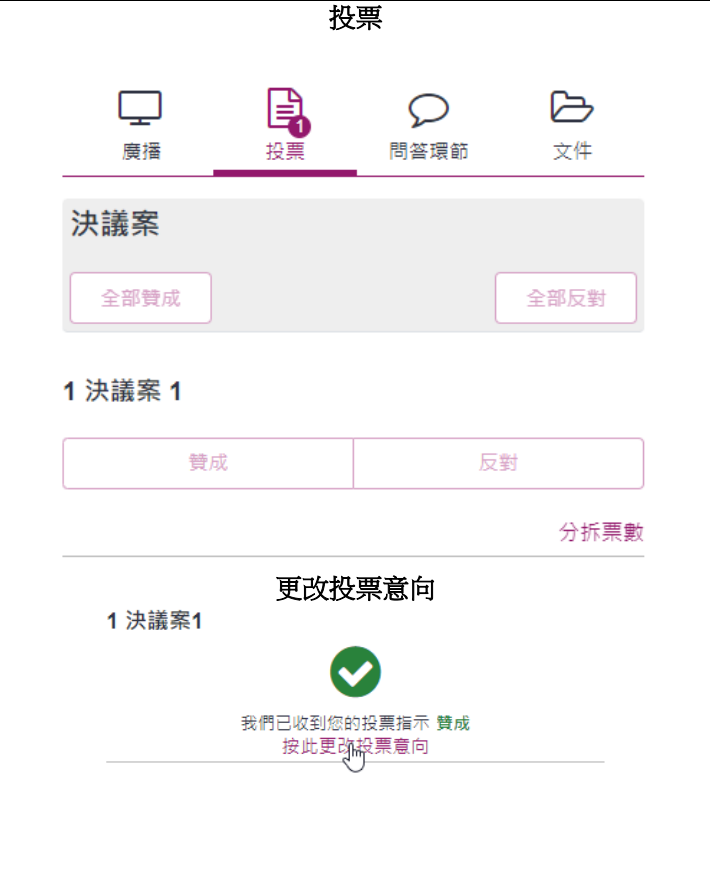 投票
1
廣播 投票 問答環節 文件
決議案
全部贊成 全部反對
1 決議案 1
贊成 反對
分拆票數
更改投票意向
1 決議案1
我們已收到您的投票指示 贊成
按此更改投票意向